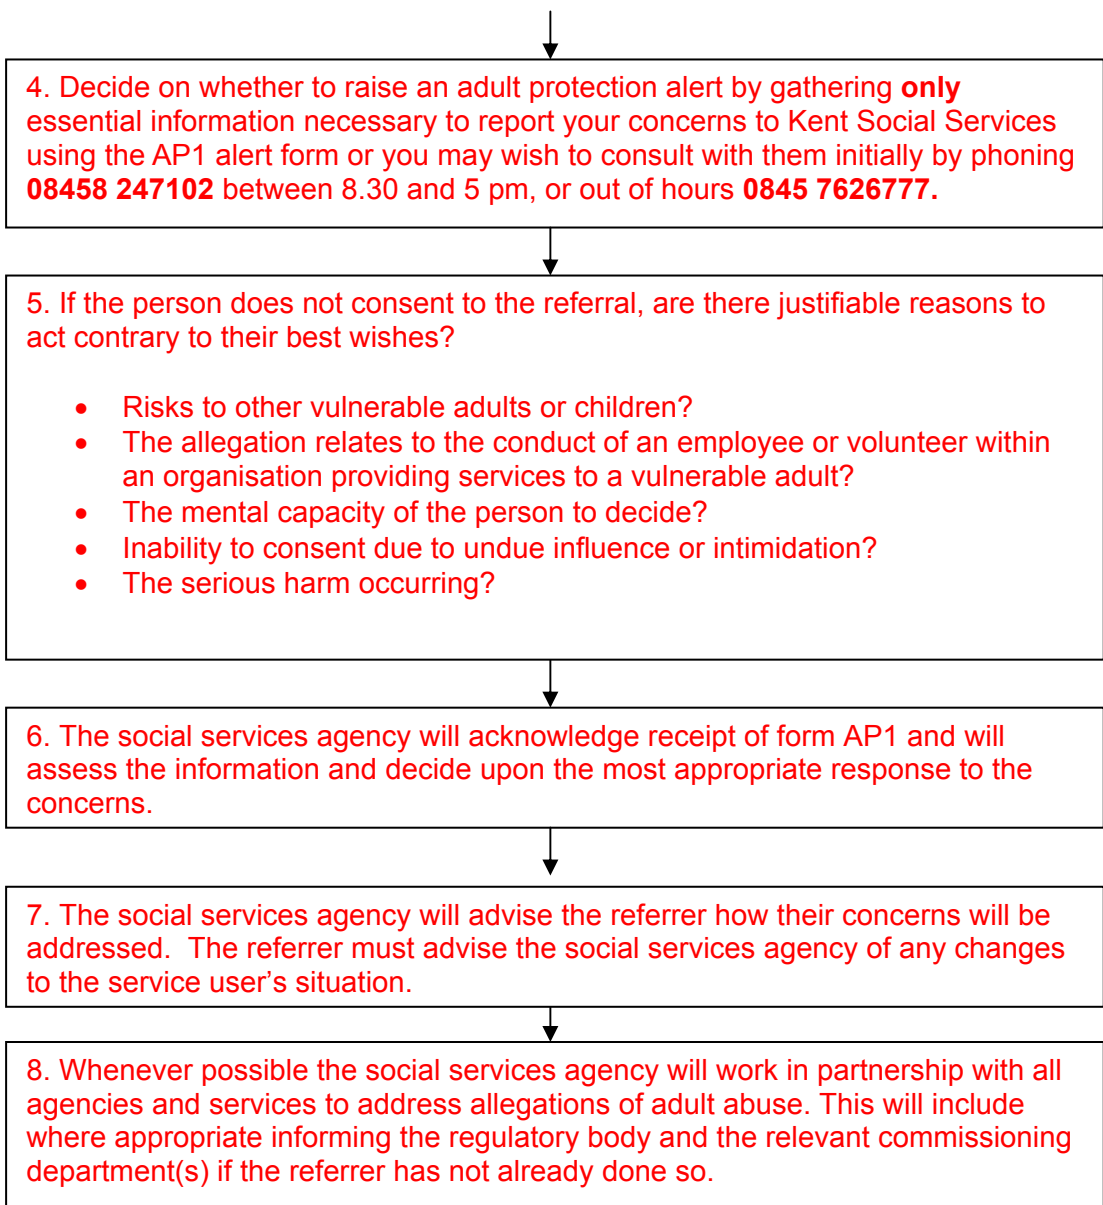 4. Decide on whether to raise an adult protection alert by gathering only
essential information necessary to report your concerns to Kent Social Services
using the AP1 alert form or you may wish to consult with them initially by phoning
08458 247102 between 8.30 and 5 pm, or out of hours 0845 7626777.
5. If the person does not consent to the referral, are there justifiable reasons to
act contrary to their best wishes?
• Risks to other vulnerable adults or children?
• The allegation relates to the conduct of an employee or volunteer within
an organisation providing services to a vulnerable adult?
• The mental capacity of the person to decide?
• Inability to consent due to undue influence or intimidation?
• The serious harm occurring?
6. The social services agency will acknowledge receipt of form AP1 and will
assess the information and decide upon the most appropriate response to the
concerns.
7. The social services agency will advise the referrer how their concerns will be
addressed.  The referrer must advise the social services agency of any changes
to the service user’s situation.
8. Whenever possible the social services agency will work in partnership with all
agencies and services to address allegations of adult abuse. This will include
where appropriate informing the regulatory body and the relevant commissioning
department(s) if the referrer has not already done so.